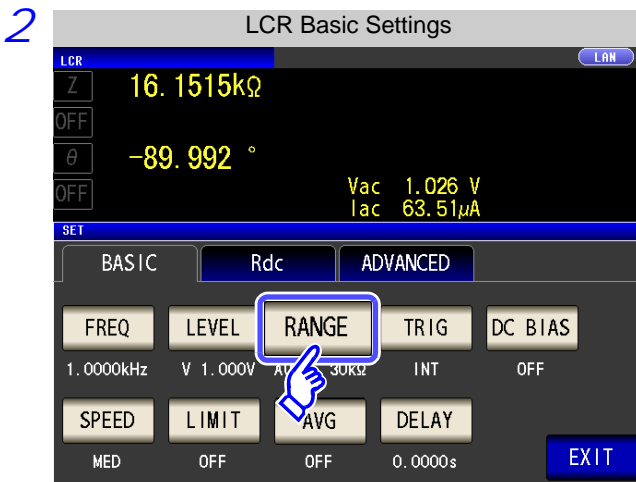 2
LCR Basic Settings
LCR LAN
Z 16.1515kΩ
OFF
θ -89.992 °
OFF Vac 1.026 V
Iac 63.51μA
SET
BASIC Rdc ADVANCED
FREQ LEVEL RANGE TRIG DC BIAS
1.0000kHz V 1.000V 30kΩ INT OFF
SPEED LIMIT AVG DELAY
MED OFF OFF 0.0000s EXIT